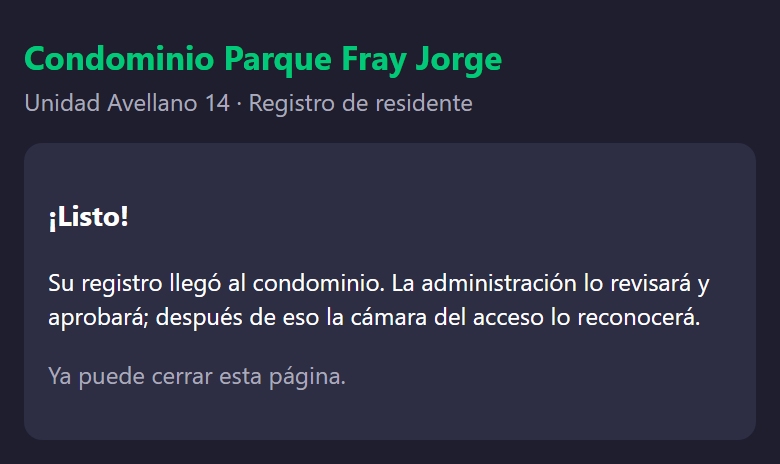 Condominio Parque Fray Jorge
Unidad Avellano 14 · Registro de residente
¡Listo!
Su registro llegó al condominio. La administración lo revisará y
aprobará; después de eso la cámara del acceso lo reconocerá.
Ya puede cerrar esta página.